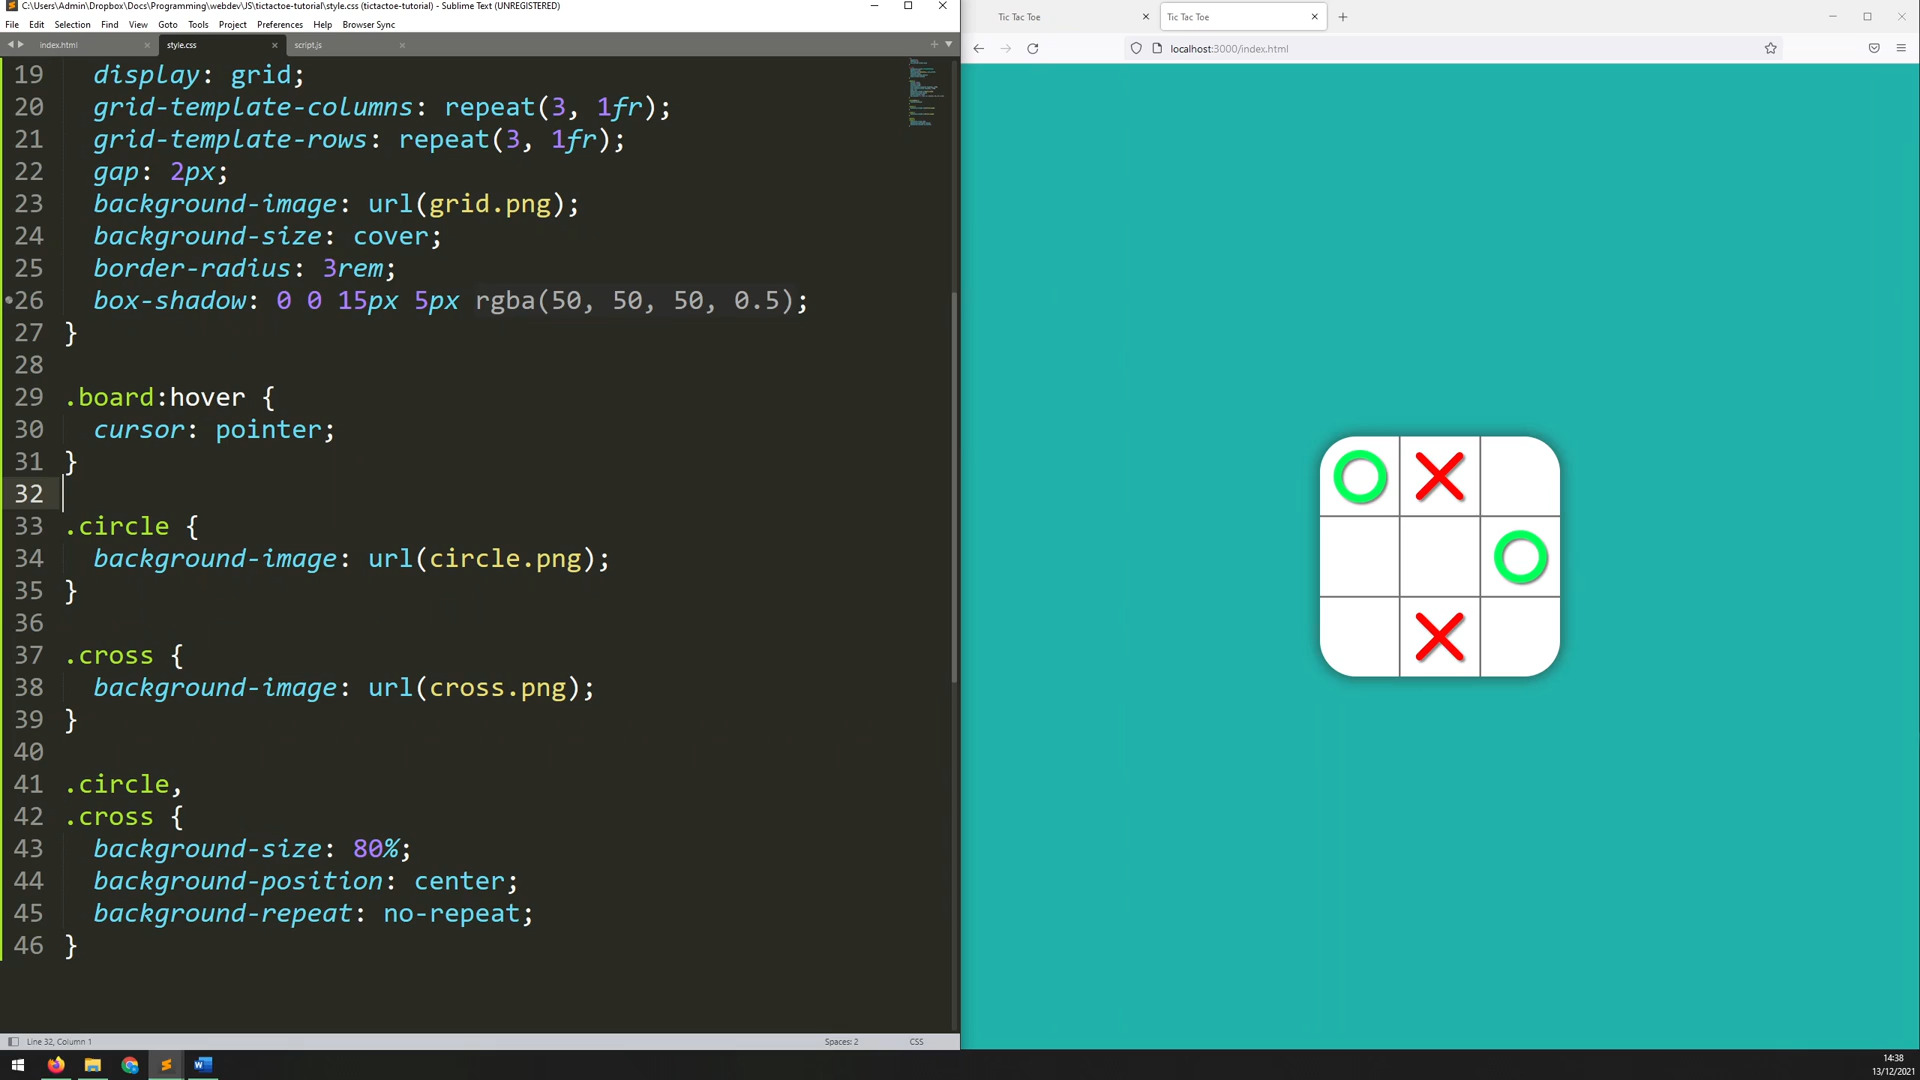 C:\Users\Admin\Dropbox\Docs\Programming\webdev\JS\tictactoe-tutorial\style.css (tictactoe-tutorial) - Sublime Text (UNREGISTERED)
File Edit Selection Find View Goto Tools Project Preferences Help Browser Sync
index.html style.css script.js
19 display: grid;
20 grid-template-columns: repeat(3, 1fr);
21 grid-template-rows: repeat(3, 1fr);
22 gap: 2px;
23 background-image: url(grid.png);
24 background-size: cover;
25 border-radius: 3rem;
26 box-shadow: 0 0 15px 5px rgba(50, 50, 50, 0.5);
27 }
28
29 .board:hover {
30 cursor: pointer;
31 }
32
33 .circle {
34 background-image: url(circle.png);
35 }
36
37 .cross {
38 background-image: url(cross.png);
39 }
40
41 .circle,
42 .cross {
43 background-size: 80%;
44 background-position: center;
45 background-repeat: no-repeat;
46 }
Line 32, Column 1
Spaces: 2
CSS
Tic Tac Toe
Tic Tac Toe
localhost:3000/index.html
14:38
13/12/2021